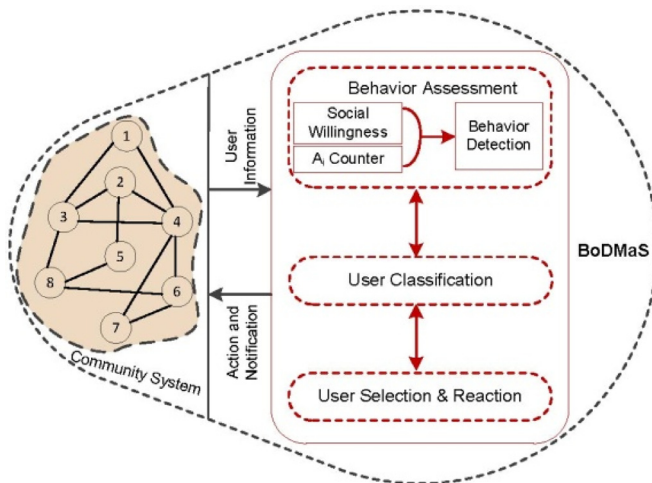 1
2
3
4
5
6
7
8
Community System
User
Information
Action and
Notification
Behavior Assessment
Social
Willingness
Aᵢ Counter
Behavior
Detection
User Classification
User Selection & Reaction
BoDMaS